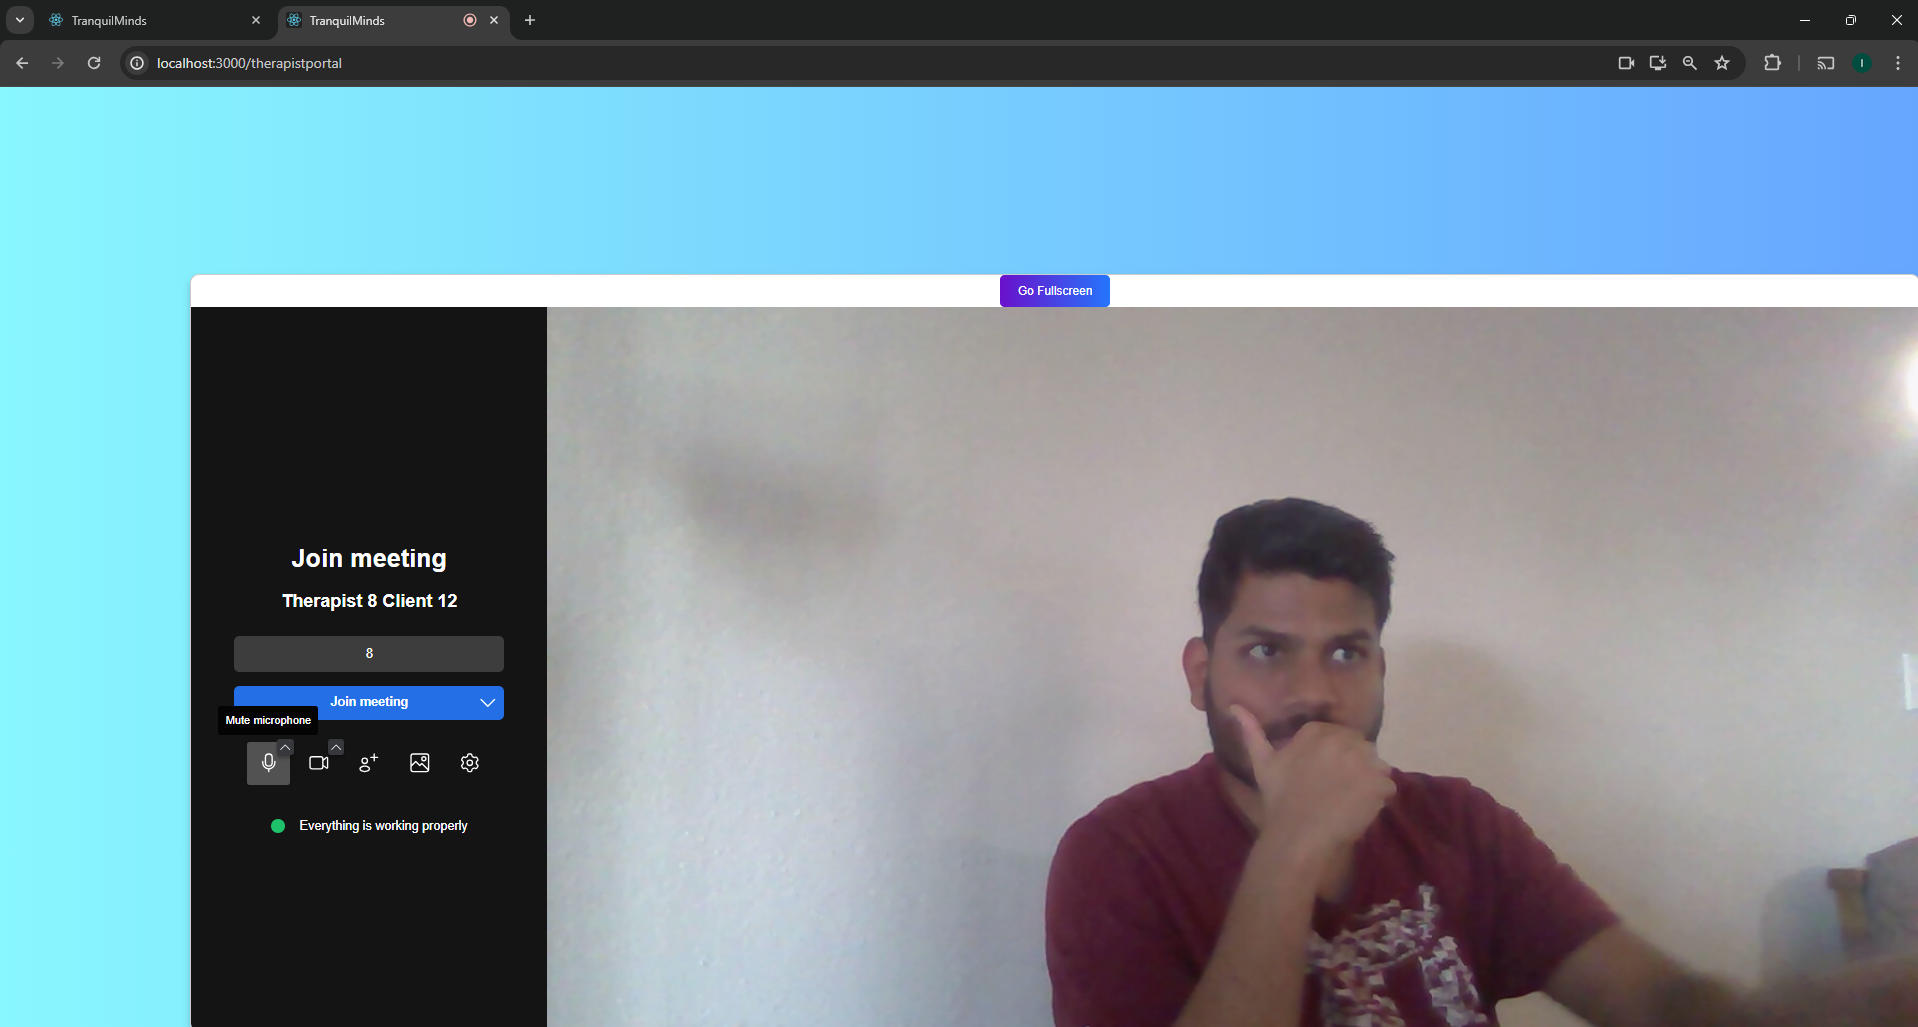 TranquilMinds
TranquilMinds
localhost:3000/therapistportal
I
Go Fullscreen
Join meeting
Therapist 8 Client 12
8
Join meeting
Mute microphone
Everything is working properly